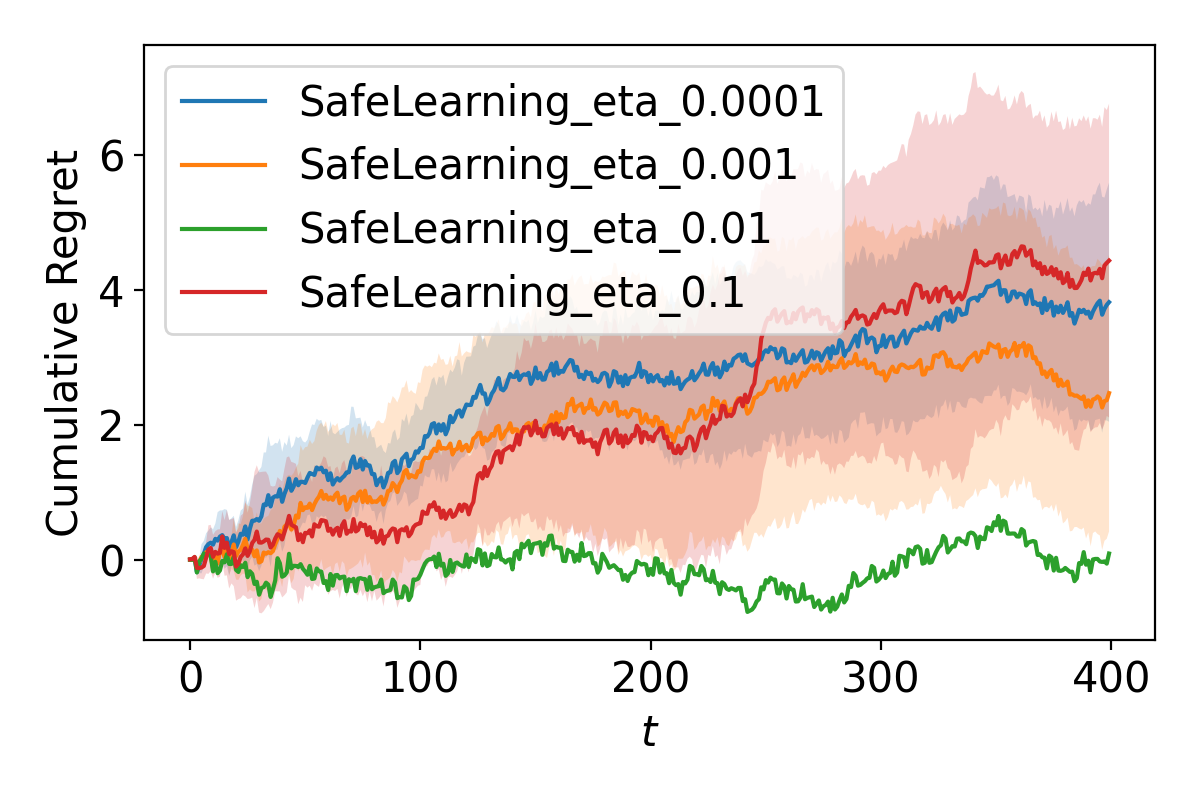 SafeLearning_eta_0.0001
SafeLearning_eta_0.001
SafeLearning_eta_0.01
SafeLearning_eta_0.1
Cumulative Regret
6
4
2
0
0 100 200 300 400
t